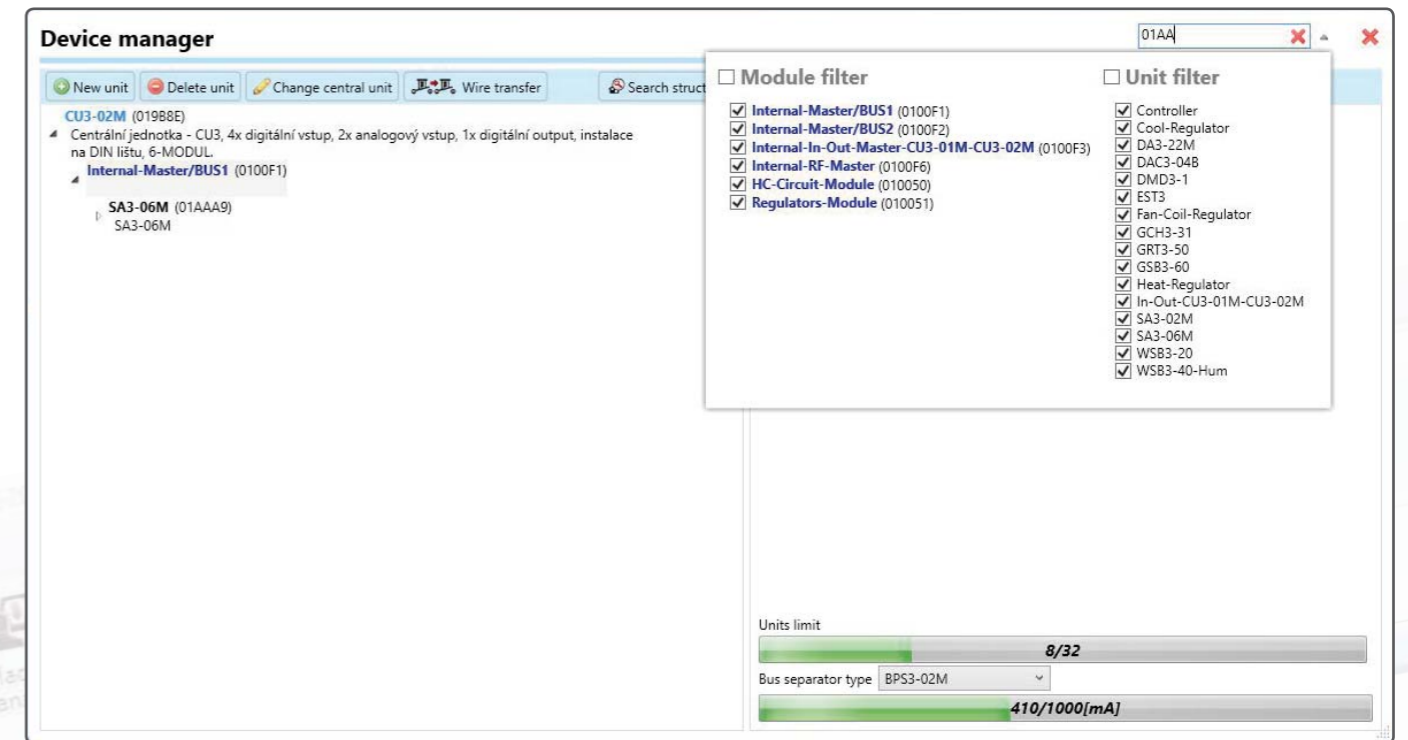 Device manager
01AA
New unit
Delete unit
Change central unit
Wire transfer
Search struct
CU3-02M (019B8E)
Centrální jednotka - CU3, 4x digitální vstup, 2x analogový vstup, 1x digitální output, instalace
na DIN lištu, 6-MODUL.
Internal-Master/BUS1 (0100F1)
SA3-06M (01AAA9)
SA3-06M
Module filter
Internal-Master/BUS1 (0100F1)
Internal-Master/BUS2 (0100F2)
Internal-In-Out-Master-CU3-01M-CU3-02M (0100F3)
Internal-RF-Master (0100F6)
HC-Circuit-Module (010050)
Regulators-Module (010051)
Unit filter
Controller
Cool-Regulator
DA3-22M
DAC3-04B
DMD3-1
EST3
Fan-Coil-Regulator
GCH3-31
GRT3-50
GSB3-60
Heat-Regulator
In-Out-CU3-01M-CU3-02M
SA3-02M
SA3-06M
WSB3-20
WSB3-40-Hum
Units limit
8/32
Bus separator type BPS3-02M
410/1000[mA]